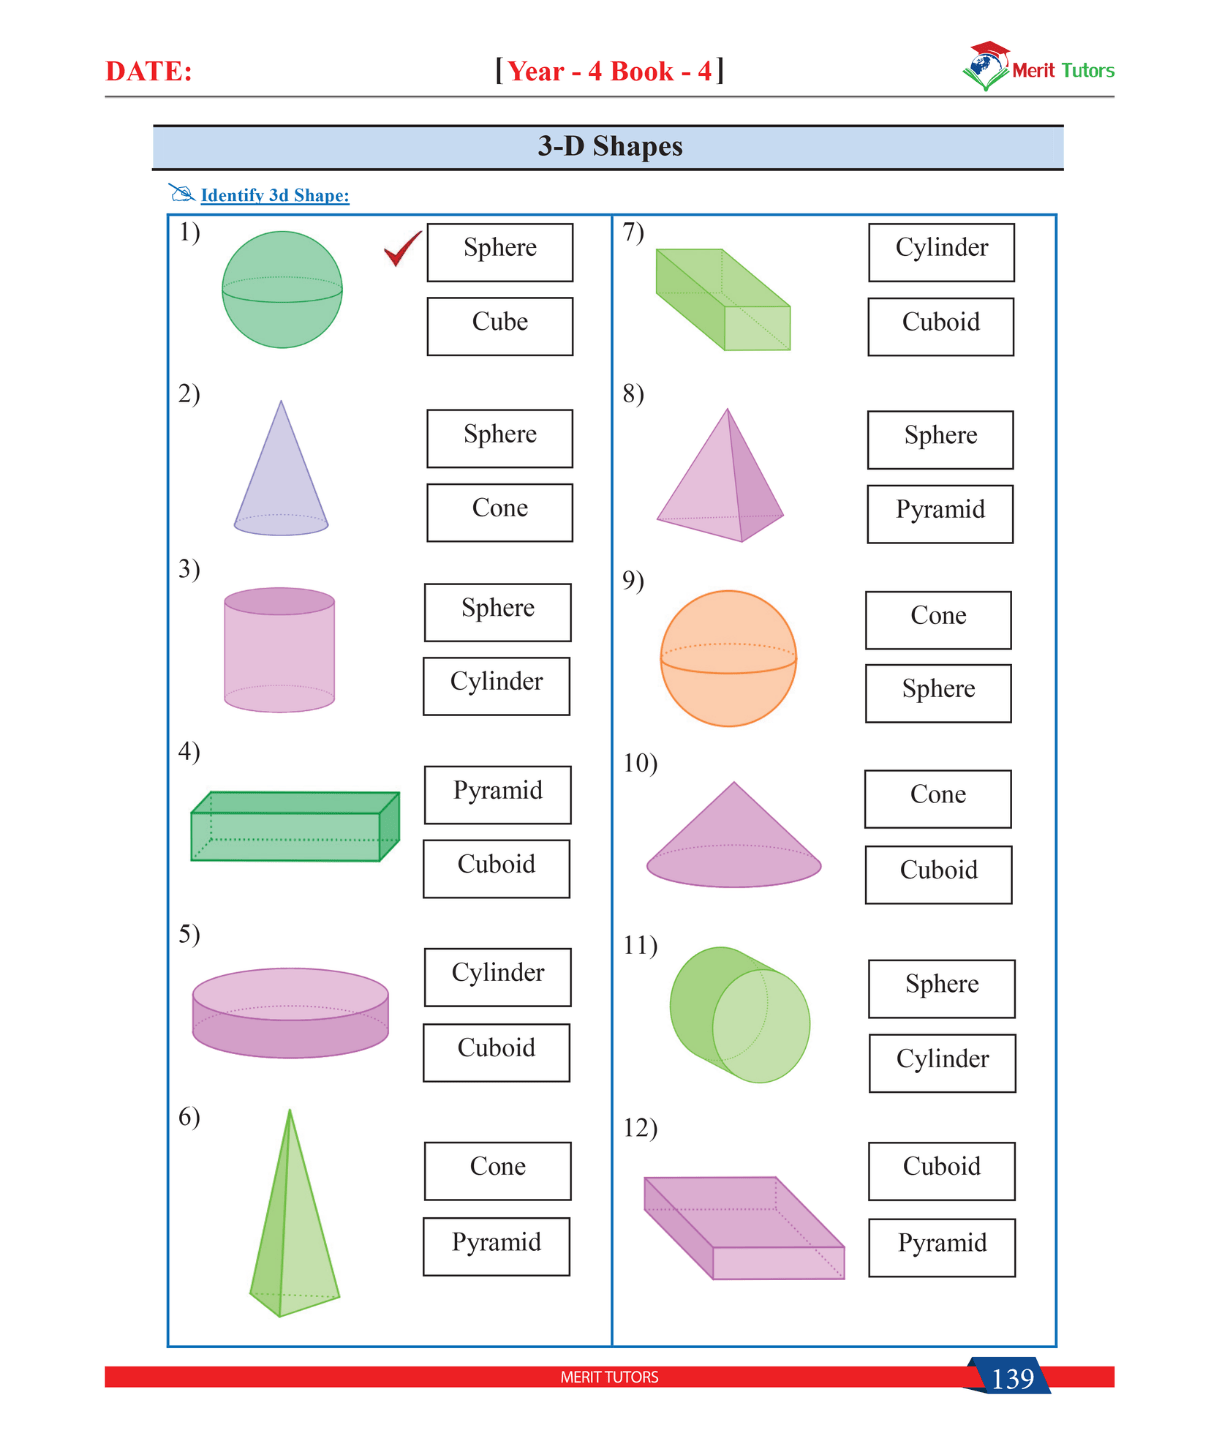 DATE:
[Year - 4 Book - 4]
Merit Tutors
3-D Shapes
Identify 3d Shape:
1)
Sphere
Cube
2)
Sphere
Cone
3)
Sphere
Cylinder
4)
Pyramid
Cuboid
5)
Cylinder
Cuboid
6)
Cone
Pyramid
7)
Cylinder
Cuboid
8)
Sphere
Pyramid
9)
Cone
Sphere
10)
Cone
Cuboid
11)
Sphere
Cylinder
12)
Cuboid
Pyramid
MERIT TUTORS
139